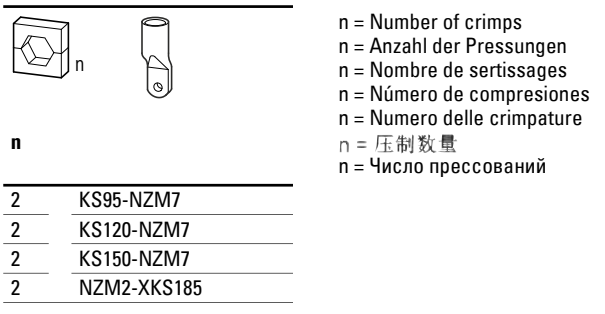 n
n
2 KS95-NZM7
2 KS120-NZM7
2 KS150-NZM7
2 NZM2-XKS185
n = Number of crimps
n = Anzahl der Pressungen
n = Nombre de sertissages
n = Número de compresiones
n = Numero delle crimpature
n = 压制数量
n = Число прессований